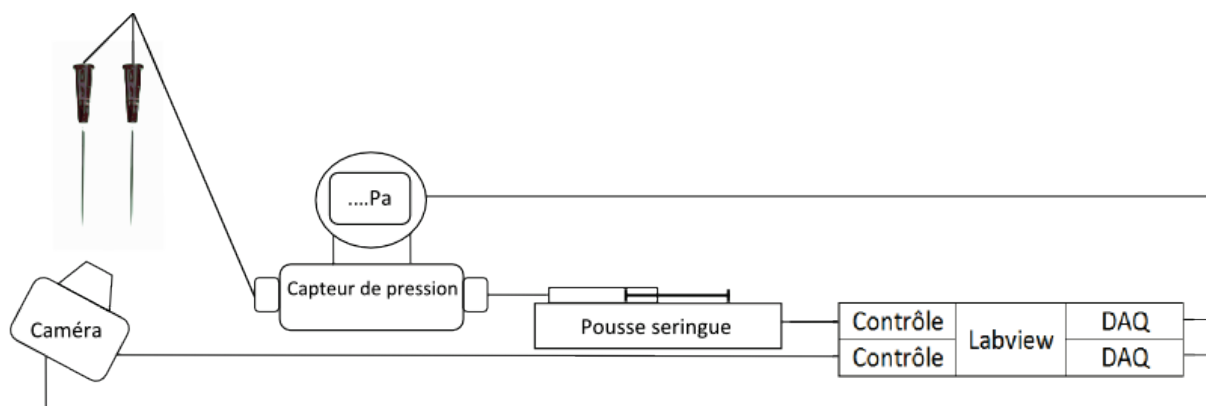 ....Pa
Capteur de pression
Caméra
Pousse seringue
Contrôle
Labview
DAQ
Contrôle
DAQ